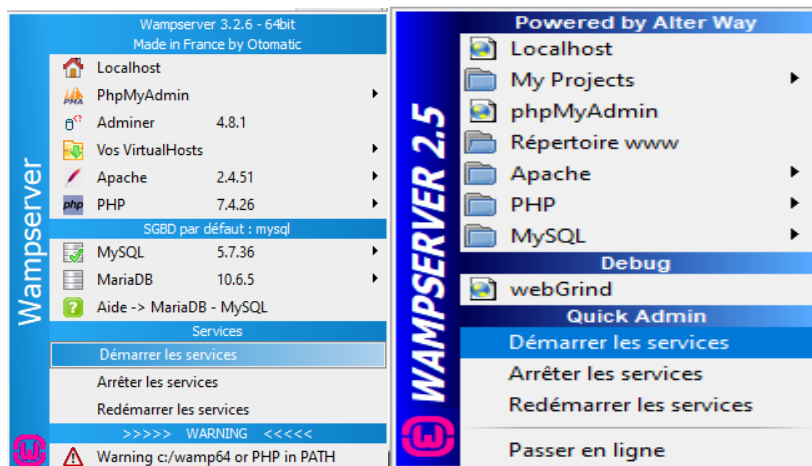 Wampserver 3.2.6 - 64bit
Made in France by Otomatic
Localhost
PMA PhpMyAdmin
Adminer 4.8.1
Vos VirtualHosts
Apache 2.4.51
php PHP 7.4.26
SGBD par défaut : mysql
MySQL 5.7.36
MariaDB 10.6.5
Aide -> MariaDB - MySQL
Services
Démarrer les services
Arrêter les services
Redémarrer les services
>>>>> WARNING <<<<<
Warning c:/wamp64 or PHP in PATH
Wampserver
Powered by Alter Way
Localhost
My Projects
phpMyAdmin
Répertoire www
Apache
PHP
MySQL
Debug
webGrind
Quick Admin
Démarrer les services
Arrêter les services
Redémarrer les services
Passer en ligne
WAMPSERVER 2.5